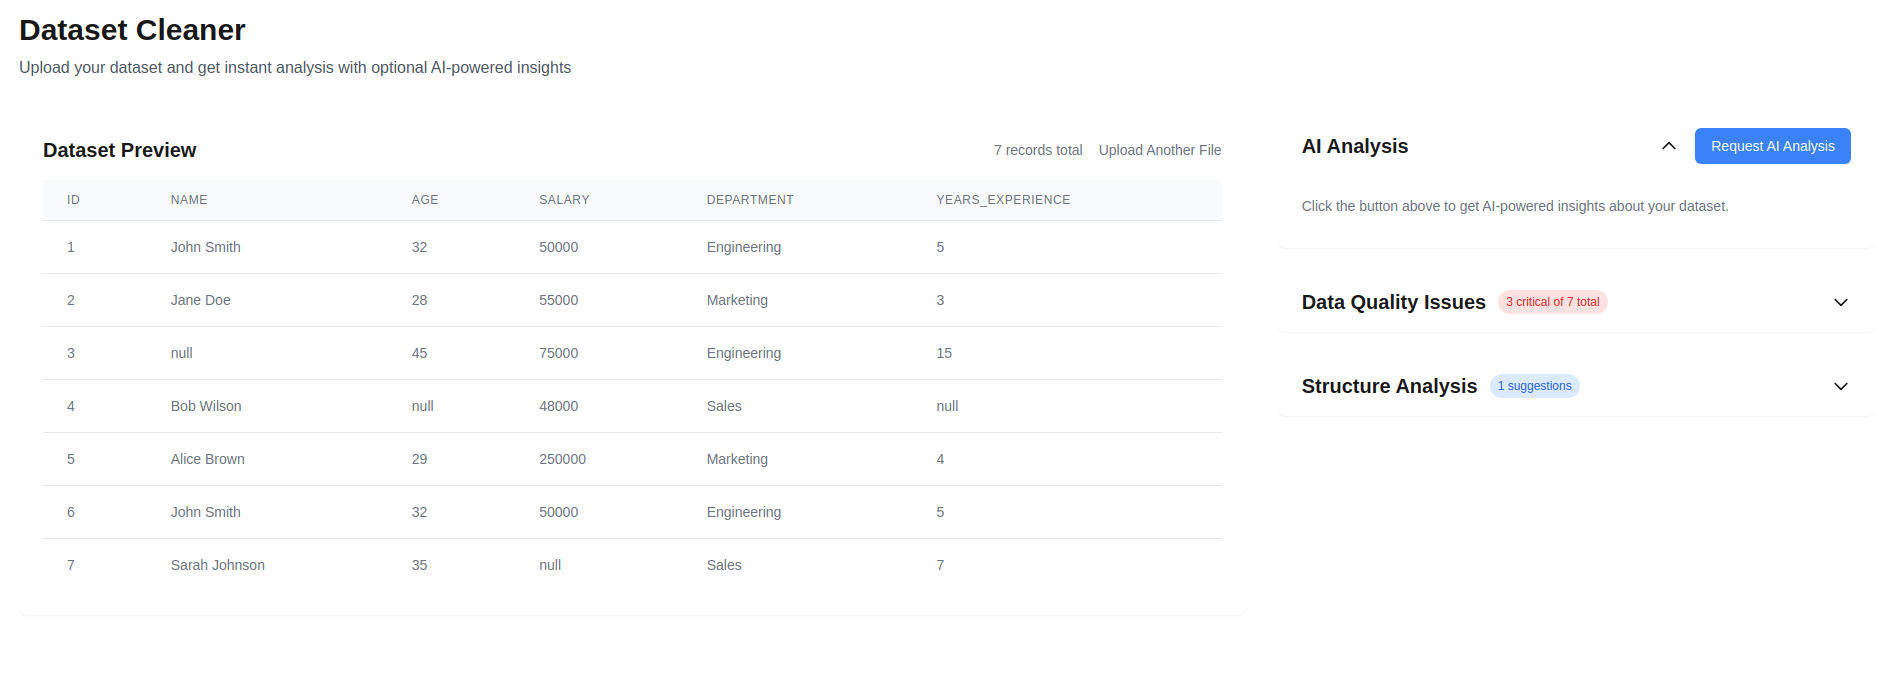 Dataset Cleaner
Upload your dataset and get instant analysis with optional AI-powered insights
Dataset Preview
7 records total Upload Another File
ID NAME AGE SALARY DEPARTMENT YEARS_EXPERIENCE
1 John Smith 32 50000 Engineering 5
2 Jane Doe 28 55000 Marketing 3
3 null 45 75000 Engineering 15
4 Bob Wilson null 48000 Sales null
5 Alice Brown 29 250000 Marketing 4
6 John Smith 32 50000 Engineering 5
7 Sarah Johnson 35 null Sales 7
AI Analysis
Request AI Analysis
Click the button above to get AI-powered insights about your dataset.
Data Quality Issues 3 critical of 7 total
Structure Analysis 1 suggestions